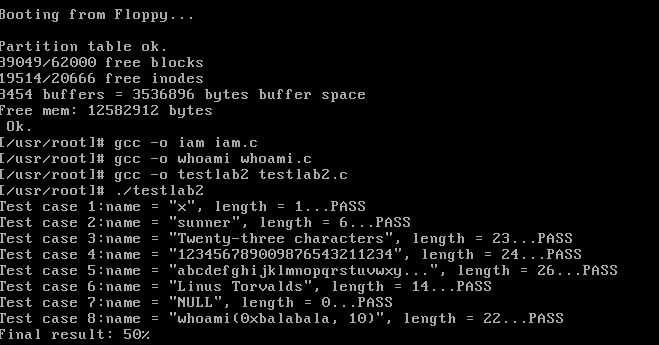 Booting from Floppy...
Partition table ok.
39049/62000 free blocks
19514/20666 free inodes
3454 buffers = 3536896 bytes buffer space
Free mem: 12582912 bytes
 Ok.
[/usr/root]# gcc -o iam iam.c
[/usr/root]# gcc -o whoami whoami.c
[/usr/root]# gcc -o testlab2 testlab2.c
[/usr/root]# ./testlab2
Test case 1:name = "x", length = 1...PASS
Test case 2:name = "sunner", length = 6...PASS
Test case 3:name = "Twenty-three characters", length = 23...PASS
Test case 4:name = "123456789009876543211234", length = 24...PASS
Test case 5:name = "abcdefghijklmnopqrstuvwxy...", length = 26...PASS
Test case 6:name = "Linus Torvalds", length = 14...PASS
Test case 7:name = "NULL", length = 0...PASS
Test case 8:name = "whoami(0xbalabala, 10)", length = 22...PASS
Final result: 50%